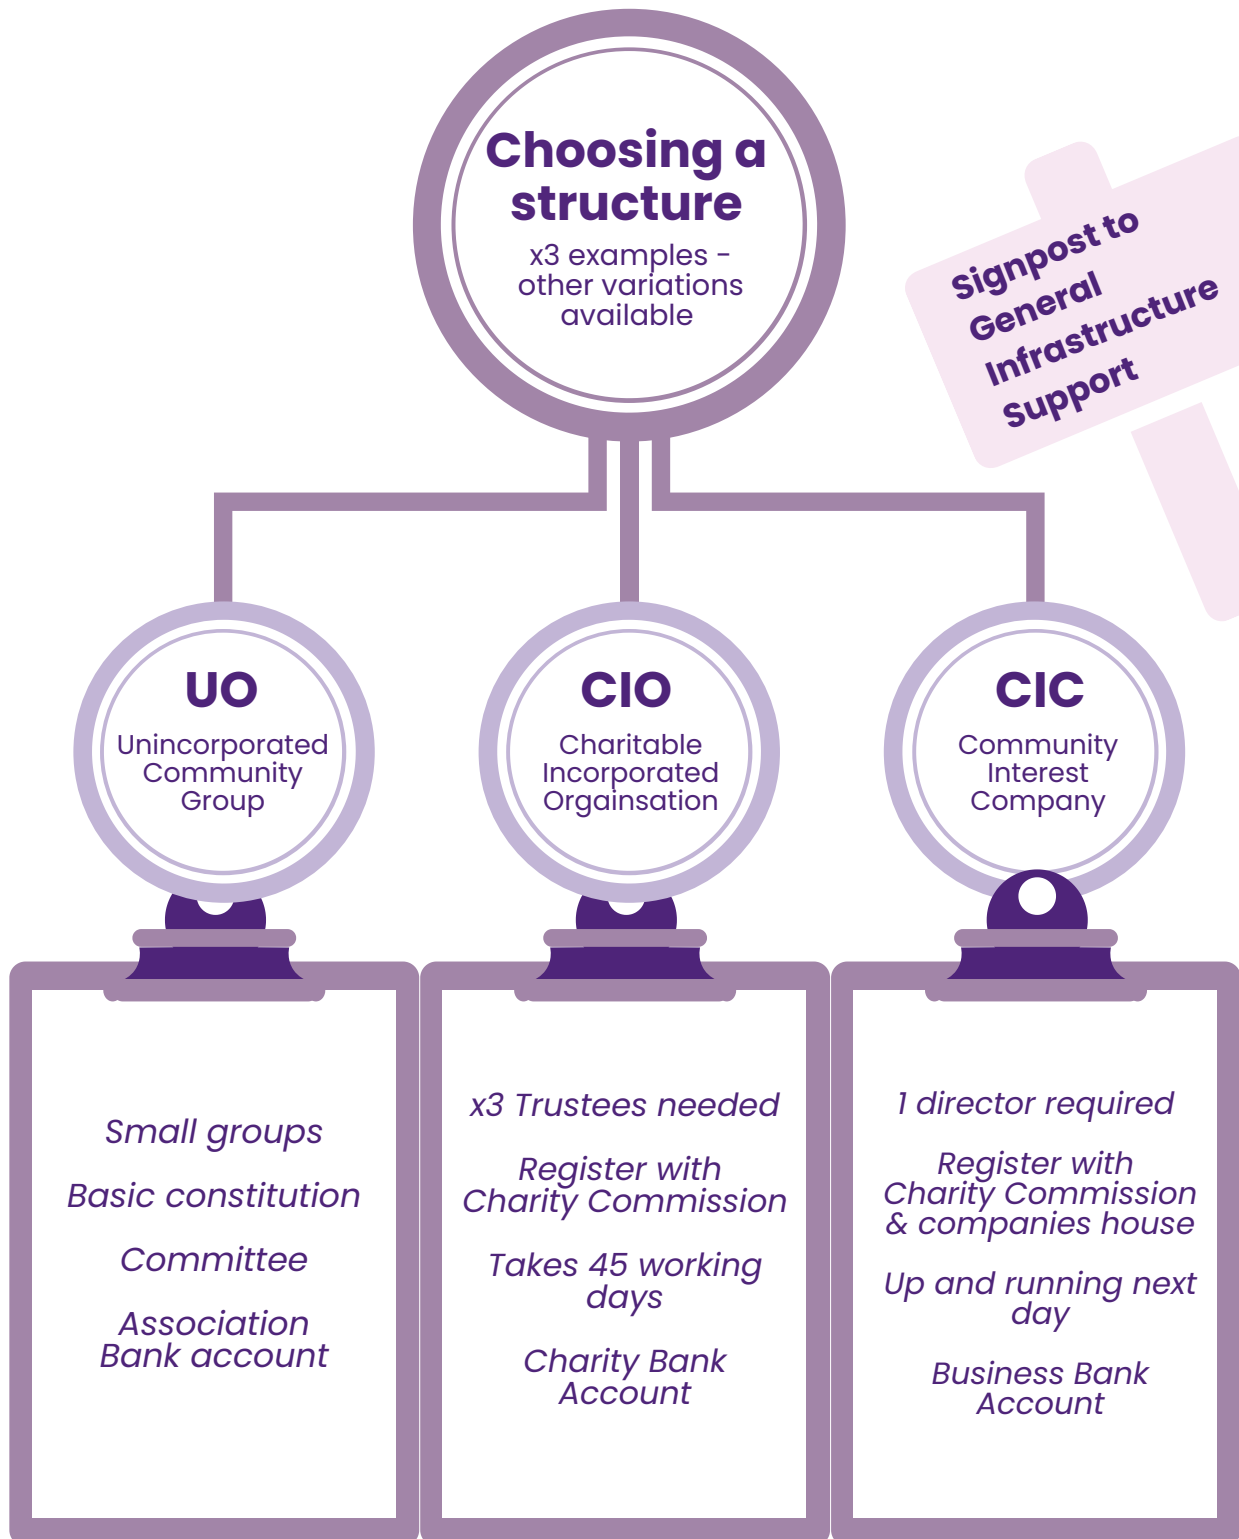 Choosing a
structure
x3 examples -
other variations
available
Signpost to
General
Infrastructure
Support
UO
Unincorporated
Community
Group
CIO
Charitable
Incorporated
Orgainsation
CIC
Community
Interest
Company
Small groups
Basic constitution
Committee
Association
Bank account
x3 Trustees needed
Register with
Charity Commission
Takes 45 working
days
Charity Bank
Account
1 director required
Register with
Charity Commission
& companies house
Up and running next
day
Business Bank
Account